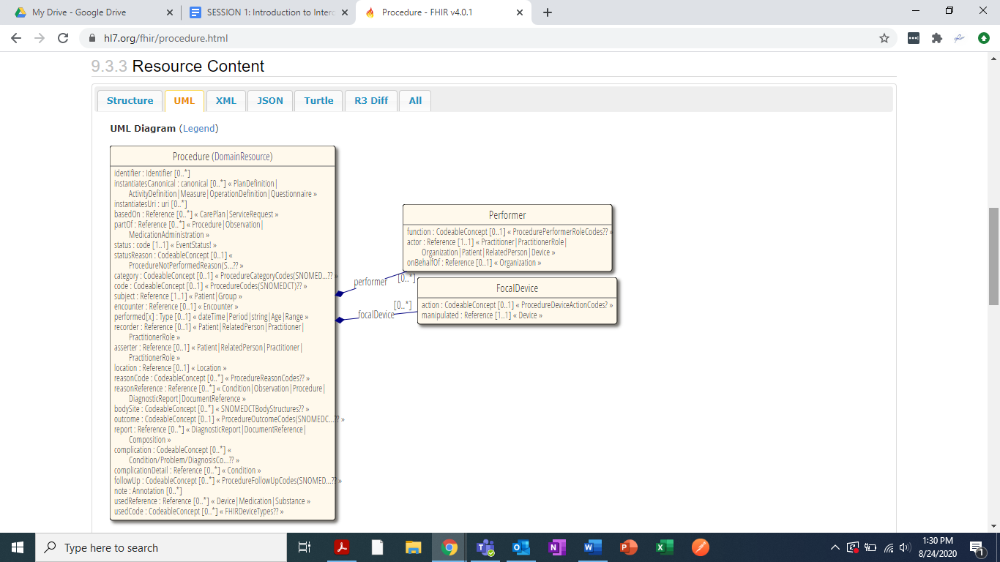 My Drive - Google Drive
SESSION 1: Introduction to Interc
Procedure - FHIR v4.0.1
hl7.org/fhir/procedure.html
9.3.3 Resource Content
Structure
UML
XML
JSON
Turtle
R3 Diff
All
UML Diagram (Legend)
Procedure (DomainResource)
identifier : Identifier [0..*]
instantiatesCanonical : canonical [0..*] « PlanDefinition|
ActivityDefinition|Measure|OperationDefinition|Questionnaire »
instantiatesUri : uri [0..*]
basedOn : Reference [0..*] « CarePlan|ServiceRequest »
partOf : Reference [0..*] « Procedure|Observation|
MedicationAdministration »
status : code [1..1] « EventStatus! »
statusReason : CodeableConcept [0..1] «
ProcedureNotPerformedReason(S...?? »
category : CodeableConcept [0..1] « ProcedureCategoryCodes(SNOMED...?? »
code : CodeableConcept [0..1] « ProcedureCodes(SNOMEDCT)?? »
subject : Reference [1..1] « Patient|Group »
encounter : Reference [0..1] « Encounter »
performed[x] : Type [0..1] « dateTime|Period|string|Age|Range »
recorder : Reference [0..1] « Patient|RelatedPerson|Practitioner|
PractitionerRole »
asserter : Reference [0..1] « Patient|RelatedPerson|Practitioner|
PractitionerRole »
location : Reference [0..1] « Location »
reasonCode : CodeableConcept [0..*] « ProcedureReasonCodes?? »
reasonReference : Reference [0..*] « Condition|Observation|Procedure|
DiagnosticReport|DocumentReference »
bodySite : CodeableConcept [0..*] « SNOMEDCTBodyStructures?? »
outcome : CodeableConcept [0..1] « ProcedureOutcomeCodes(SNOMEDC...?? »
report : Reference [0..*] « DiagnosticReport|DocumentReference|
Composition »
complication : CodeableConcept [0..*] «
Condition/Problem/DiagnosisCo...?? »
complicationDetail : Reference [0..*] « Condition »
followUp : CodeableConcept [0..*] « ProcedureFollowUpCodes(SNOMED...?? »
note : Annotation [0..*]
usedReference : Reference [0..*] « Device|Medication|Substance »
usedCode : CodeableConcept [0..*] « FHIRDeviceTypes?? »
performer
[0..*]
Performer
function : CodeableConcept [0..1] « ProcedurePerformerRoleCodes?? »
actor : Reference [1..1] « Practitioner|PractitionerRole|
Organization|Patient|RelatedPerson|Device »
onBehalfOf : Reference [0..1] « Organization »
focalDevice
[0..*]
FocalDevice
action : CodeableConcept [0..1] « ProcedureDeviceActionCodes? »
manipulated : Reference [1..1] « Device »
Type here to search
1:30 PM
8/24/2020
1